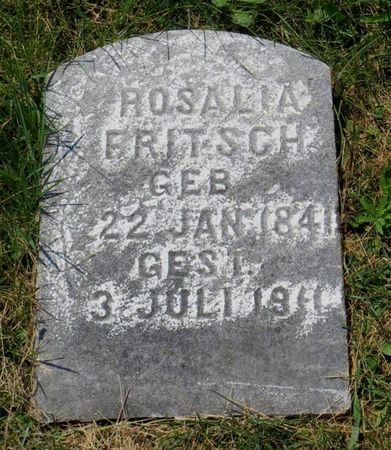 ROSALIA
FRITSCH
GEB
22 JAN. 1841
GEST.
3 JULI 1911